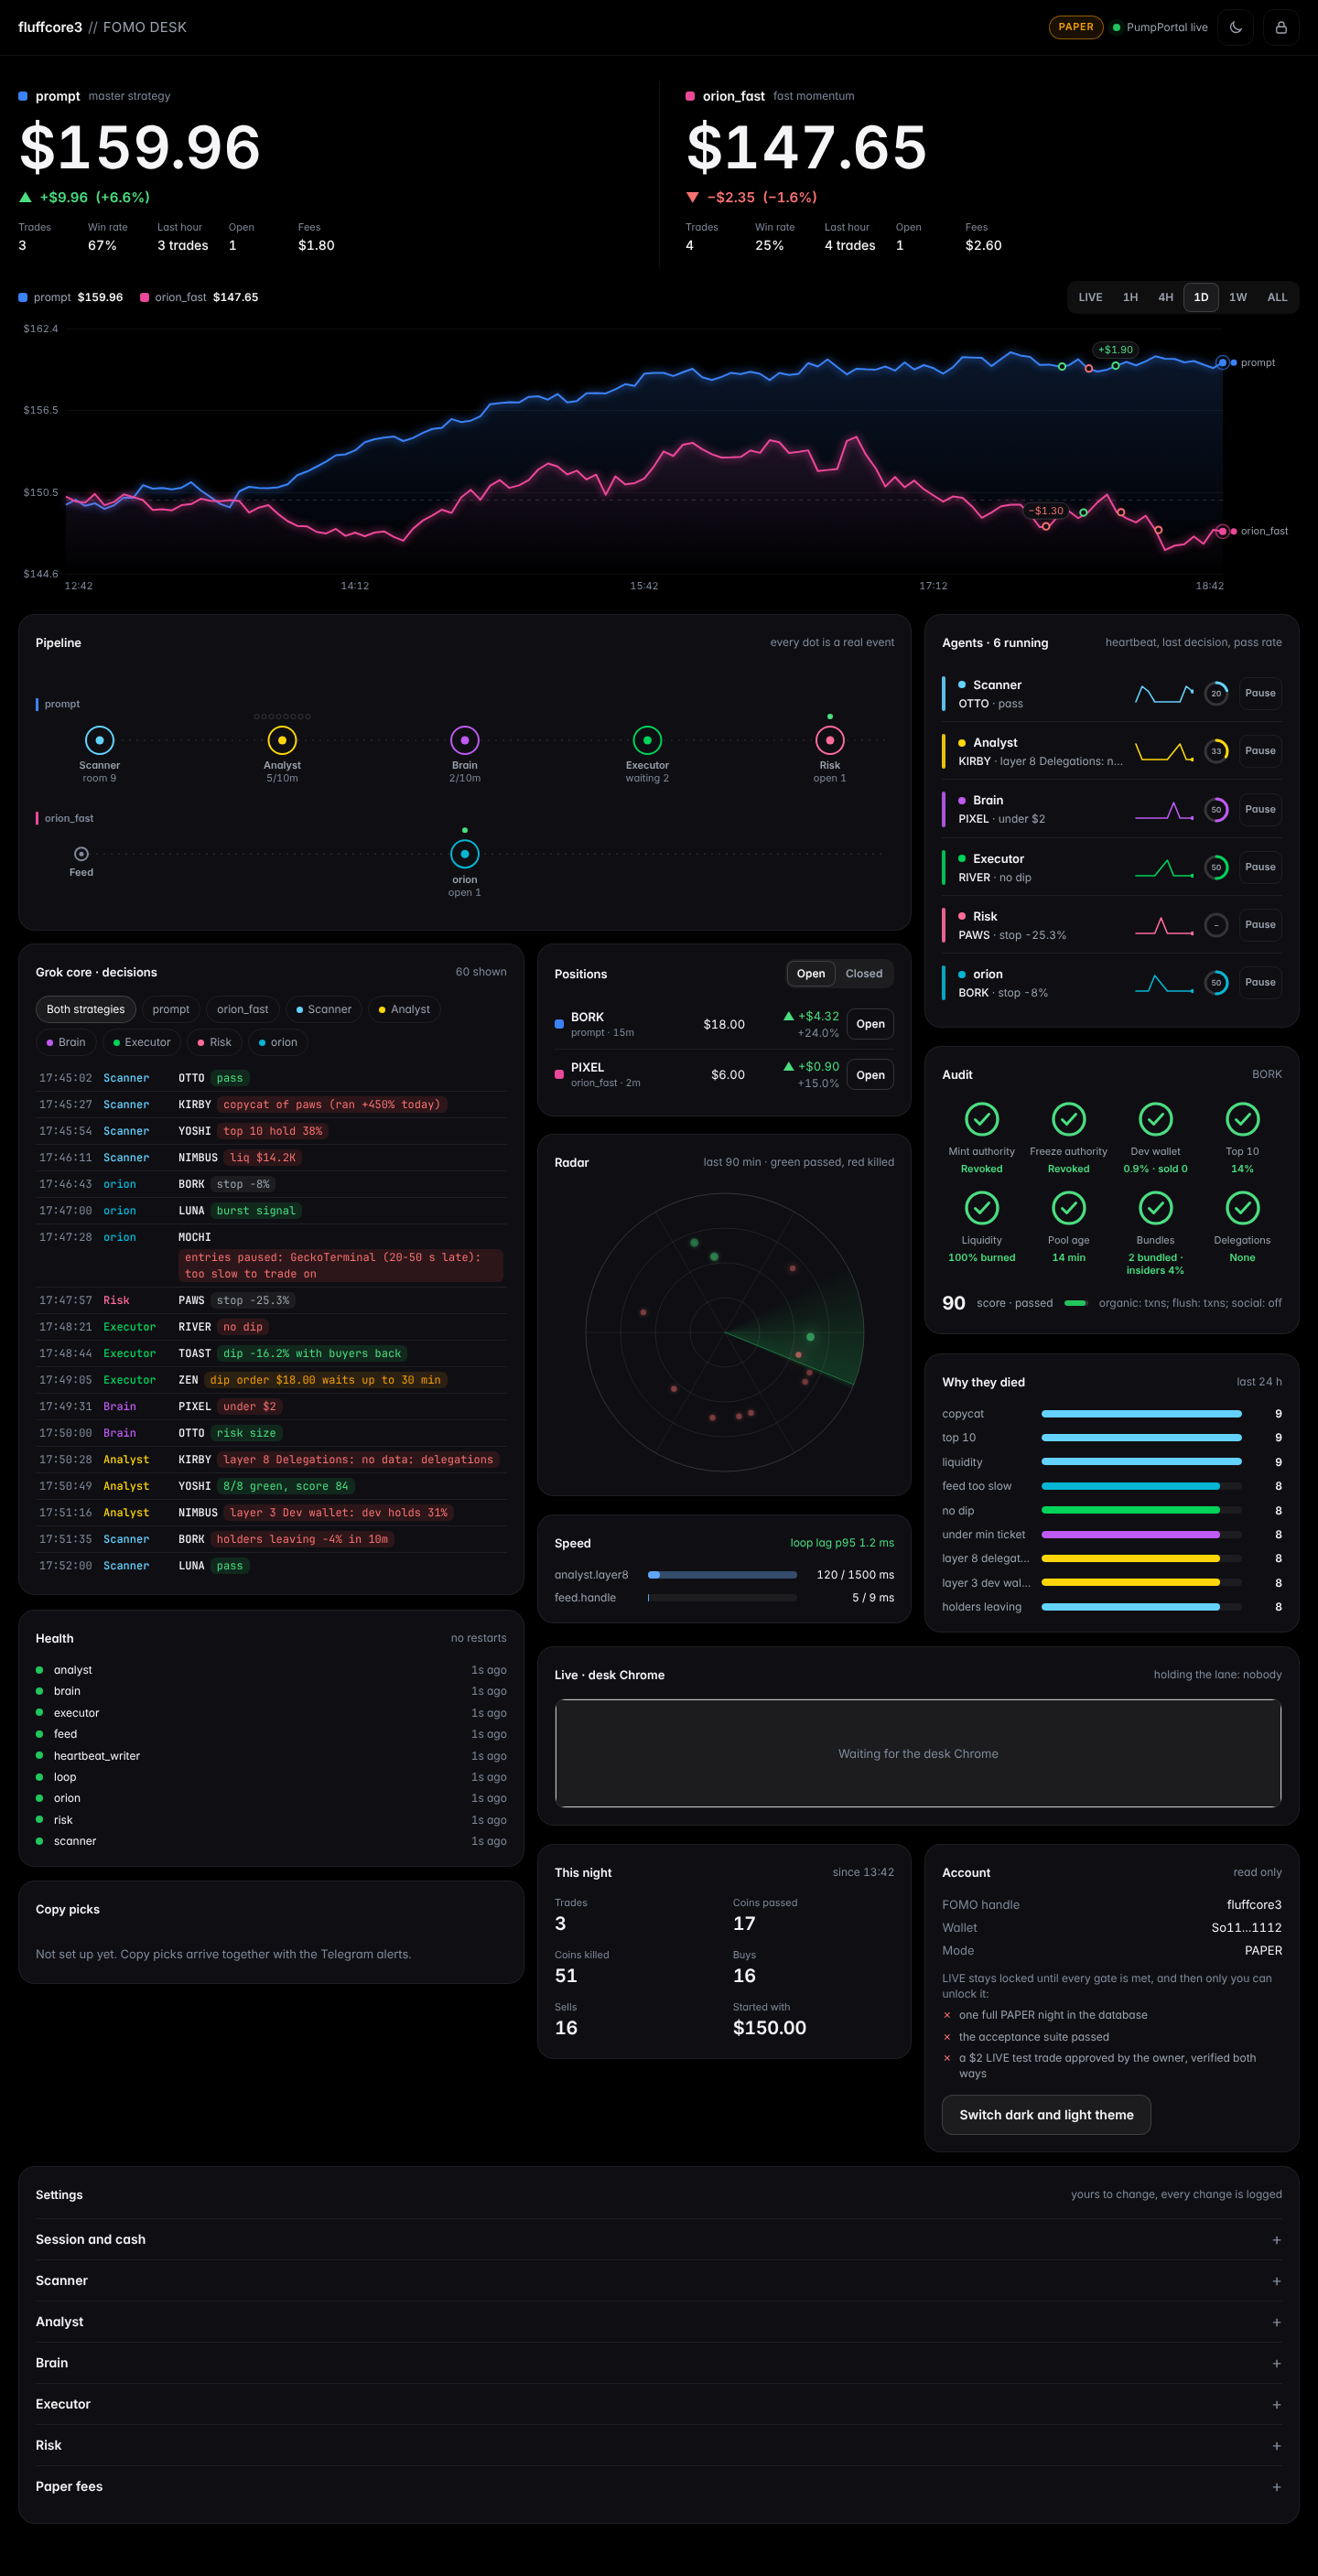 fluffcore3 // FOMO DESK
PAPER
PumpPortal live
prompt master strategy
$159.96
▲ +$9.96 (+6.6%)
Trades Win rate Last hour Open Fees
3 67% 3 trades 1 $1.80
orion_fast fast momentum
$147.65
▼ −$2.35 (−1.6%)
Trades Win rate Last hour Open Fees
4 25% 4 trades 1 $2.60
prompt $159.96 orion_fast $147.65
LIVE 1H 4H 1D 1W ALL
$162.4
$156.5
$150.5
$144.6
+$1.90
−$1.30
prompt
orion_fast
12:42 14:12 15:42 17:12 18:42
Pipeline every dot is a real event
prompt
Scanner Analyst Brain Executor Risk
room 9 5/10m 2/10m waiting 2 open 1
orion_fast
Feed
orion
open 1
Agents · 6 running heartbeat, last decision, pass rate
Scanner
OTTO · pass
20 Pause
Analyst
KIRBY · layer 8 Delegations: n...
33 Pause
Brain
PIXEL · under $2
50 Pause
Executor
RIVER · no dip
50 Pause
Risk
PAWS · stop -25.3%
– Pause
orion
BORK · stop -8%
50 Pause
Grok core · decisions 60 shown
Both strategies prompt orion_fast Scanner Analyst
Brain Executor Risk orion
17:45:02 Scanner OTTO pass
17:45:27 Scanner KIRBY copycat of paws (ran +450% today)
17:45:54 Scanner YOSHI top 10 hold 38%
17:46:11 Scanner NIMBUS liq $14.2K
17:46:43 orion BORK stop -8%
17:47:00 orion LUNA burst signal
17:47:28 orion MOCHI
entries paused: GeckoTerminal (20-50 s late):
too slow to trade on
17:47:57 Risk PAWS stop -25.3%
17:48:21 Executor RIVER no dip
17:48:44 Executor TOAST dip -16.2% with buyers back
17:49:05 Executor ZEN dip order $18.00 waits up to 30 min
17:49:31 Brain PIXEL under $2
17:50:00 Brain OTTO risk size
17:50:28 Analyst KIRBY layer 8 Delegations: no data: delegations
17:50:49 Analyst YOSHI 8/8 green, score 84
17:51:16 Analyst NIMBUS layer 3 Dev wallet: dev holds 31%
17:51:35 Scanner BORK holders leaving -4% in 10m
17:52:00 Scanner LUNA pass
Positions Open Closed
BORK $18.00 ▲ +$4.32 Open
prompt · 15m +24.0%
PIXEL $6.00 ▲ +$0.90 Open
orion_fast · 2m +15.0%
Radar last 90 min · green passed, red killed
Speed loop lag p95 1.2 ms
analyst.layer8 120 / 1500 ms
feed.handle 5 / 9 ms
Audit BORK
Mint authority Freeze authority Dev wallet Top 10
Revoked Revoked 0.9% · sold 0 14%
Liquidity Pool age Bundles Delegations
100% burned 14 min 2 bundled · None
insiders 4%
90 score · passed organic: txns; flush: txns; social: off
Why they died last 24 h
copycat 9
top 10 9
liquidity 9
feed too slow 8
no dip 8
under min ticket 8
layer 8 delegat... 8
layer 3 dev wal... 8
holders leaving 8
Health no restarts
analyst 1s ago
brain 1s ago
executor 1s ago
feed 1s ago
heartbeat_writer 1s ago
loop 1s ago
orion 1s ago
risk 1s ago
scanner 1s ago
Live · desk Chrome holding the lane: nobody
Waiting for the desk Chrome
Copy picks
Not set up yet. Copy picks arrive together with the Telegram alerts.
This night since 13:42
Trades Coins passed
3 17
Coins killed Buys
51 16
Sells Started with
16 $150.00
Account read only
FOMO handle fluffcore3
Wallet So11...1112
Mode PAPER
LIVE stays locked until every gate is met, and then only you can
unlock it:
× one full PAPER night in the database
× the acceptance suite passed
× a $2 LIVE test trade approved by the owner, verified both
ways
Switch dark and light theme
Settings yours to change, every change is logged
Session and cash +
Scanner +
Analyst +
Brain +
Executor +
Risk +
Paper fees +